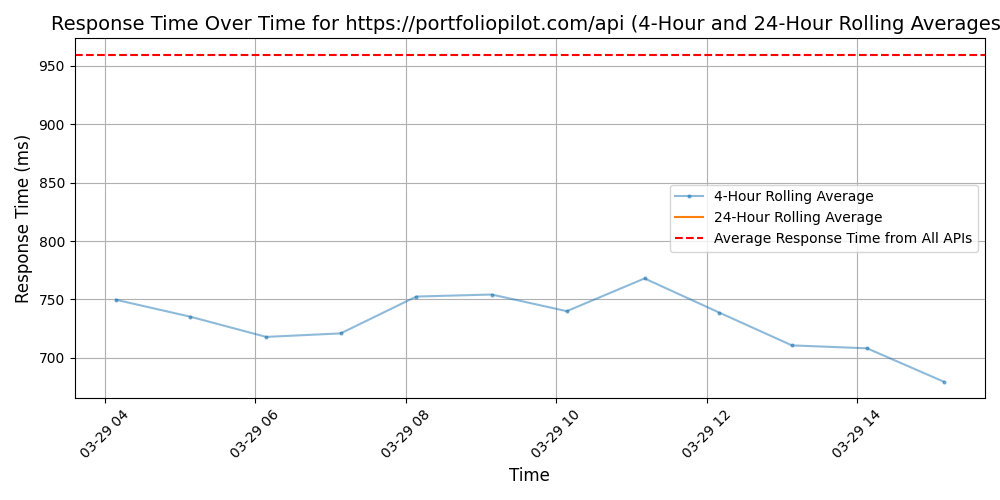 Response Time Over Time for https://portfoliopilot.com/api (4-Hour and 24-Hour Rolling Averages
950
900
850
800
750
700
Response Time (ms)
4-Hour Rolling Average
24-Hour Rolling Average
Average Response Time from All APIs
03-29 04
03-29 06
03-29 08
03-29 10
03-29 12
03-29 14
Time